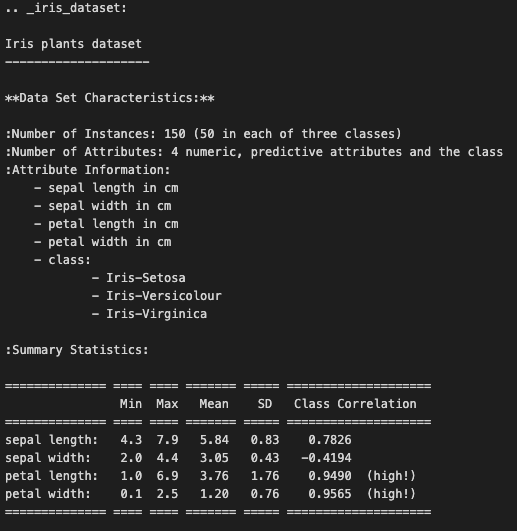 .. _iris_dataset:

Iris plants dataset
--------------------

**Data Set Characteristics:**

:Number of Instances: 150 (50 in each of three classes)
:Number of Attributes: 4 numeric, predictive attributes and the class
:Attribute Information:
    - sepal length in cm
    - sepal width in cm
    - petal length in cm
    - petal width in cm
    - class:
            - Iris-Setosa
            - Iris-Versicolour
            - Iris-Virginica

:Summary Statistics:

============== ==== ==== ======= ===== ====================
                Min  Max   Mean    SD   Class Correlation
============== ==== ==== ======= ===== ====================
sepal length:   4.3  7.9   5.84   0.83    0.7826
sepal width:    2.0  4.4   3.05   0.43   -0.4194
petal length:   1.0  6.9   3.76   1.76    0.9490  (high!)
petal width:    0.1  2.5   1.20   0.76    0.9565  (high!)
============== ==== ==== ======= ===== ====================